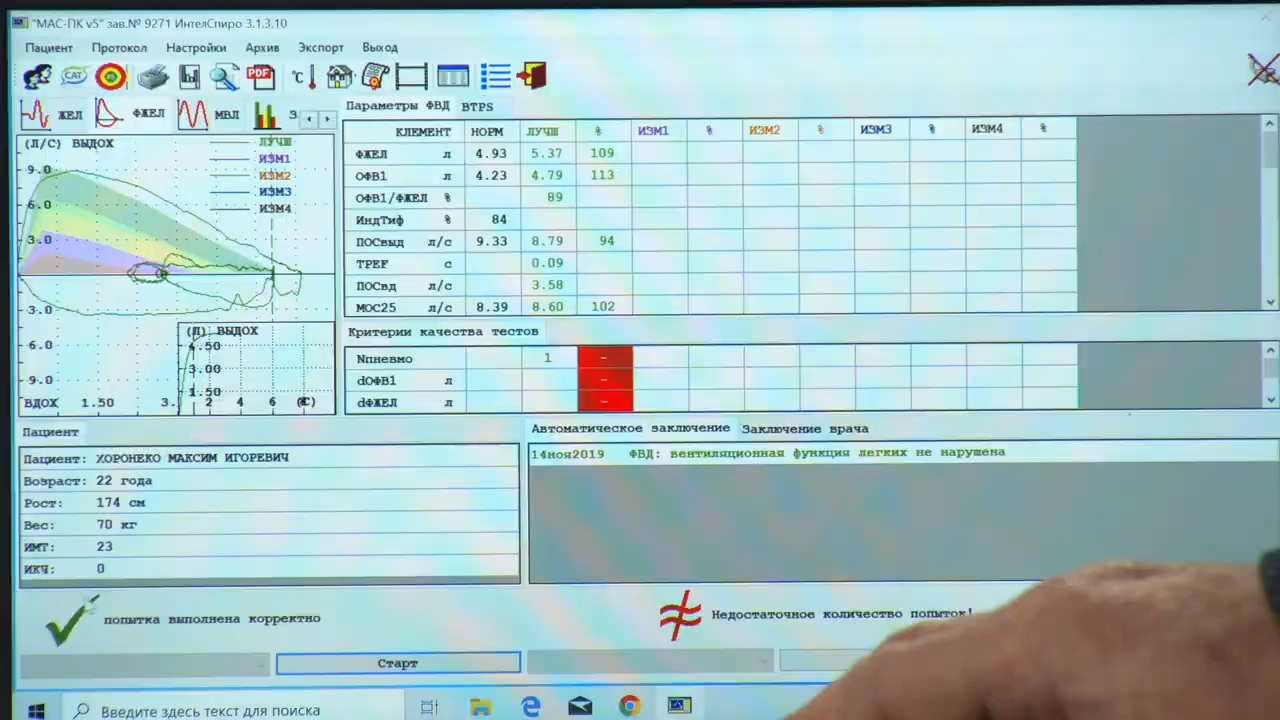 "МАС-ПК v5" зав.№ 9271 ИнтелСпиро 3.1.3.10
Пациент Протокол Настройки Архив Экспорт Выход
CAT PDF °C
ЖЕЛ ФЖЕЛ МВЛ З
Параметры ФВД BTPS
(Л/С) ВЫДОХ
ЛУЧШ
ИЗМ1
ИЗМ2
ИЗМ3
ИЗМ4
9.0
6.0
3.0
3.0
6.0
9.0
ВДОХ 1.50 3.
(Л) ВЫДОХ
4.50
3.00
1.50
2 4 6 (С)
КЛЕМЕНТ НОРМ ЛУЧШ % ИЗМ1 % ИЗМ2 % ИЗМ3 % ИЗМ4 %
ФЖЕЛ л 4.93 5.37 109
ОФВ1 л 4.23 4.79 113
ОФВ1/ФЖЕЛ % 89
ИндТиф % 84
ПОСвыд л/с 9.33 8.79 94
TPEF с 0.09
ПОСвд л/с 3.58
МОС25 л/с 8.39 8.60 102
Критерии качества тестов
Nпневмо 1 -
dОФВ1 л -
dФЖЕЛ л -
Пациент
Пациент: ХОРОНЕКО МАКСИМ ИГОРЕВИЧ
Возраст: 22 года
Рост: 174 см
Вес: 70 кг
ИМТ: 23
ИКЧ: 0
Автоматическое заключение Заключение врача
14ноя2019 ФВД: вентиляционная функция легких не нарушена
попытка выполнена корректно
Недостаточное количество попыток!
Старт
Введите здесь текст для поиска